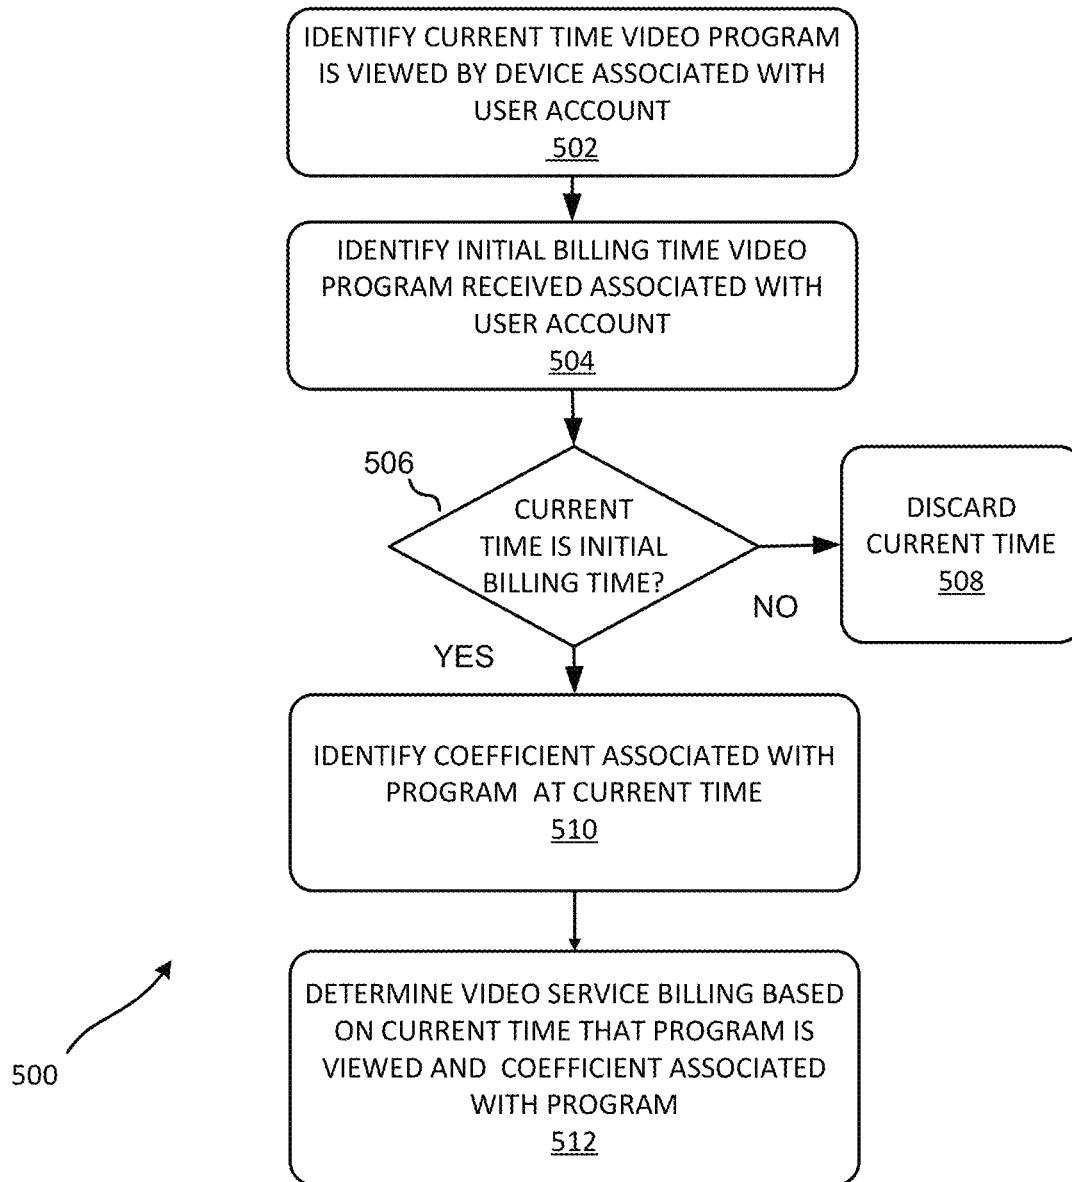 IDENTIFY CURRENT TIME VIDEO PROGRAM
IS VIEWED BY DEVICE ASSOCIATED WITH
USER ACCOUNT
502
IDENTIFY INITIAL BILLING TIME VIDEO
PROGRAM RECEIVED ASSOCIATED WITH
USER ACCOUNT
504
506
CURRENT
TIME IS INITIAL
BILLING TIME?
NO
DISCARD
CURRENT TIME
508
YES
IDENTIFY COEFFICIENT ASSOCIATED WITH
PROGRAM AT CURRENT TIME
510
DETERMINE VIDEO SERVICE BILLING BASED
ON CURRENT TIME THAT PROGRAM IS
VIEWED AND COEFFICIENT ASSOCIATED
WITH PROGRAM
512
500